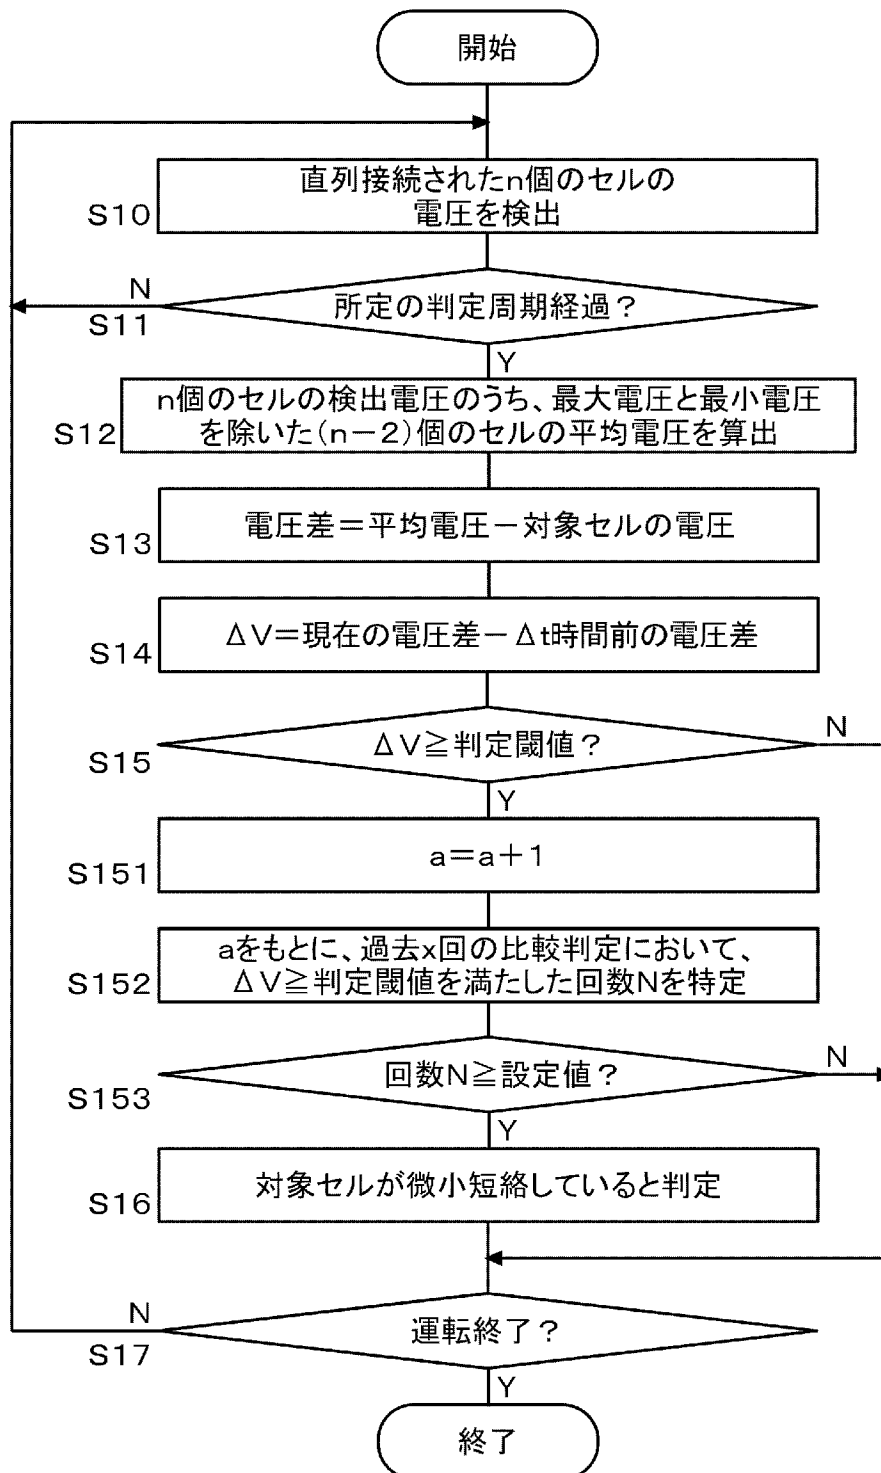 開始
直列接続されたn個のセルの
電圧を検出
S10
N
所定の判定周期経過？
S11
Y
n個のセルの検出電圧のうち、最大電圧と最小電圧
を除いた(n－2)個のセルの平均電圧を算出
S12
電圧差＝平均電圧－対象セルの電圧
S13
ΔV＝現在の電圧差－Δt時間前の電圧差
S14
N
ΔV≧判定閾値？
S15
Y
a＝a＋1
S151
aをもとに、過去x回の比較判定において、
ΔV≧判定閾値を満たした回数Nを特定
S152
N
回数N≧設定値？
S153
Y
対象セルが微小短絡していると判定
S16
N
運転終了？
S17
Y
終了